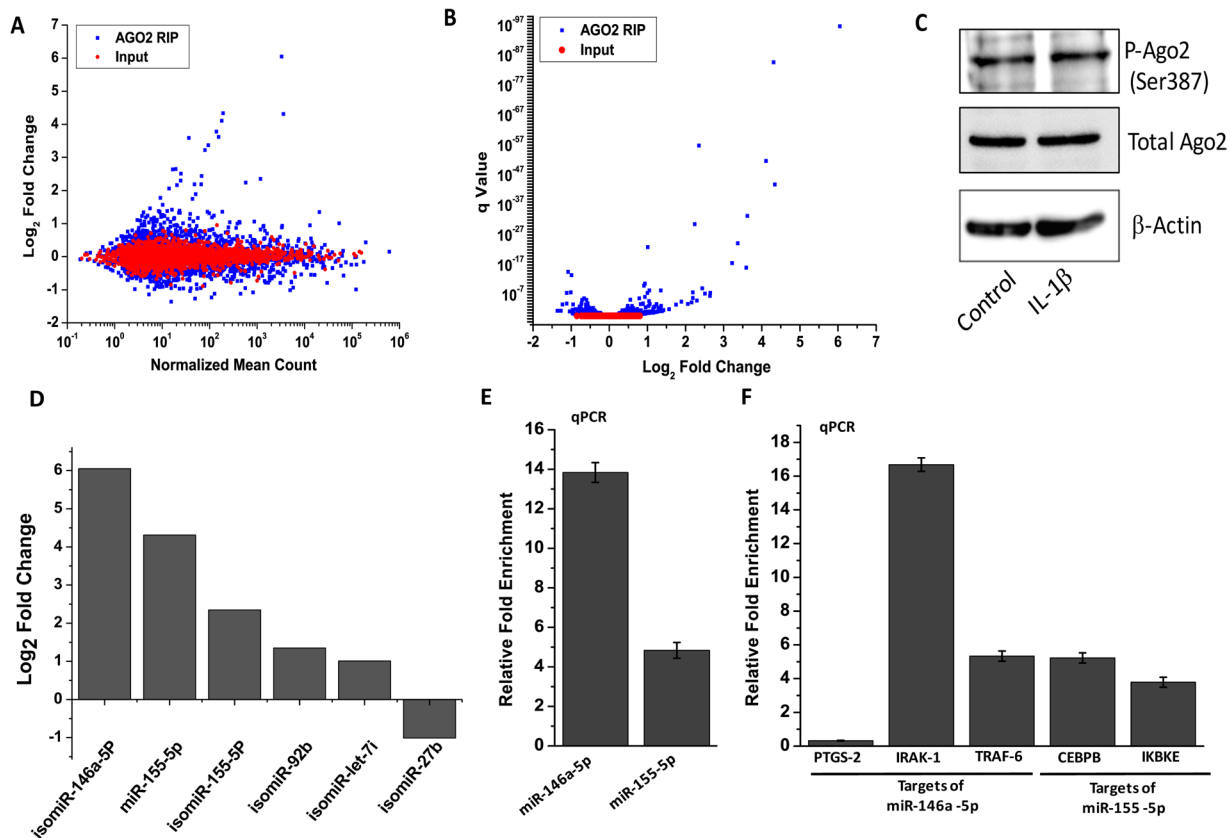 A
AGO2 RIP
Input
Log2 Fold Change
7
6
5
4
3
2
1
0
-1
-2
10-1
100
101
102
103
104
105
106
Normalized Mean Count
B
AGO2 RIP
Input
q Value
10-97
10-87
10-77
10-67
10-57
10-47
10-37
10-27
10-17
10-7
-2
-1
0
1
2
3
4
5
6
7
Log2 Fold Change
C
P-Ago2
(Ser387)
Total Ago2
β-Actin
Control
IL-1β
D
Log2 Fold Change
6
5
4
3
2
1
0
-1
isomiR-146a-5P
miR-155-5p
isomiR-155-5P
isomiR-92b
isomiR-let-7i
isomiR-27b
E
qPCR
Relative Fold Enrichment
16
14
12
10
8
6
4
2
0
miR-146a-5p
miR-155-5p
F
qPCR
Relative Fold Enrichment
18
16
14
12
10
8
6
4
2
0
PTGS-2
IRAK-1
TRAF-6
CEBPB
IKBKE
Targets of
miR-146a -5p
Targets of
miR-155 -5p